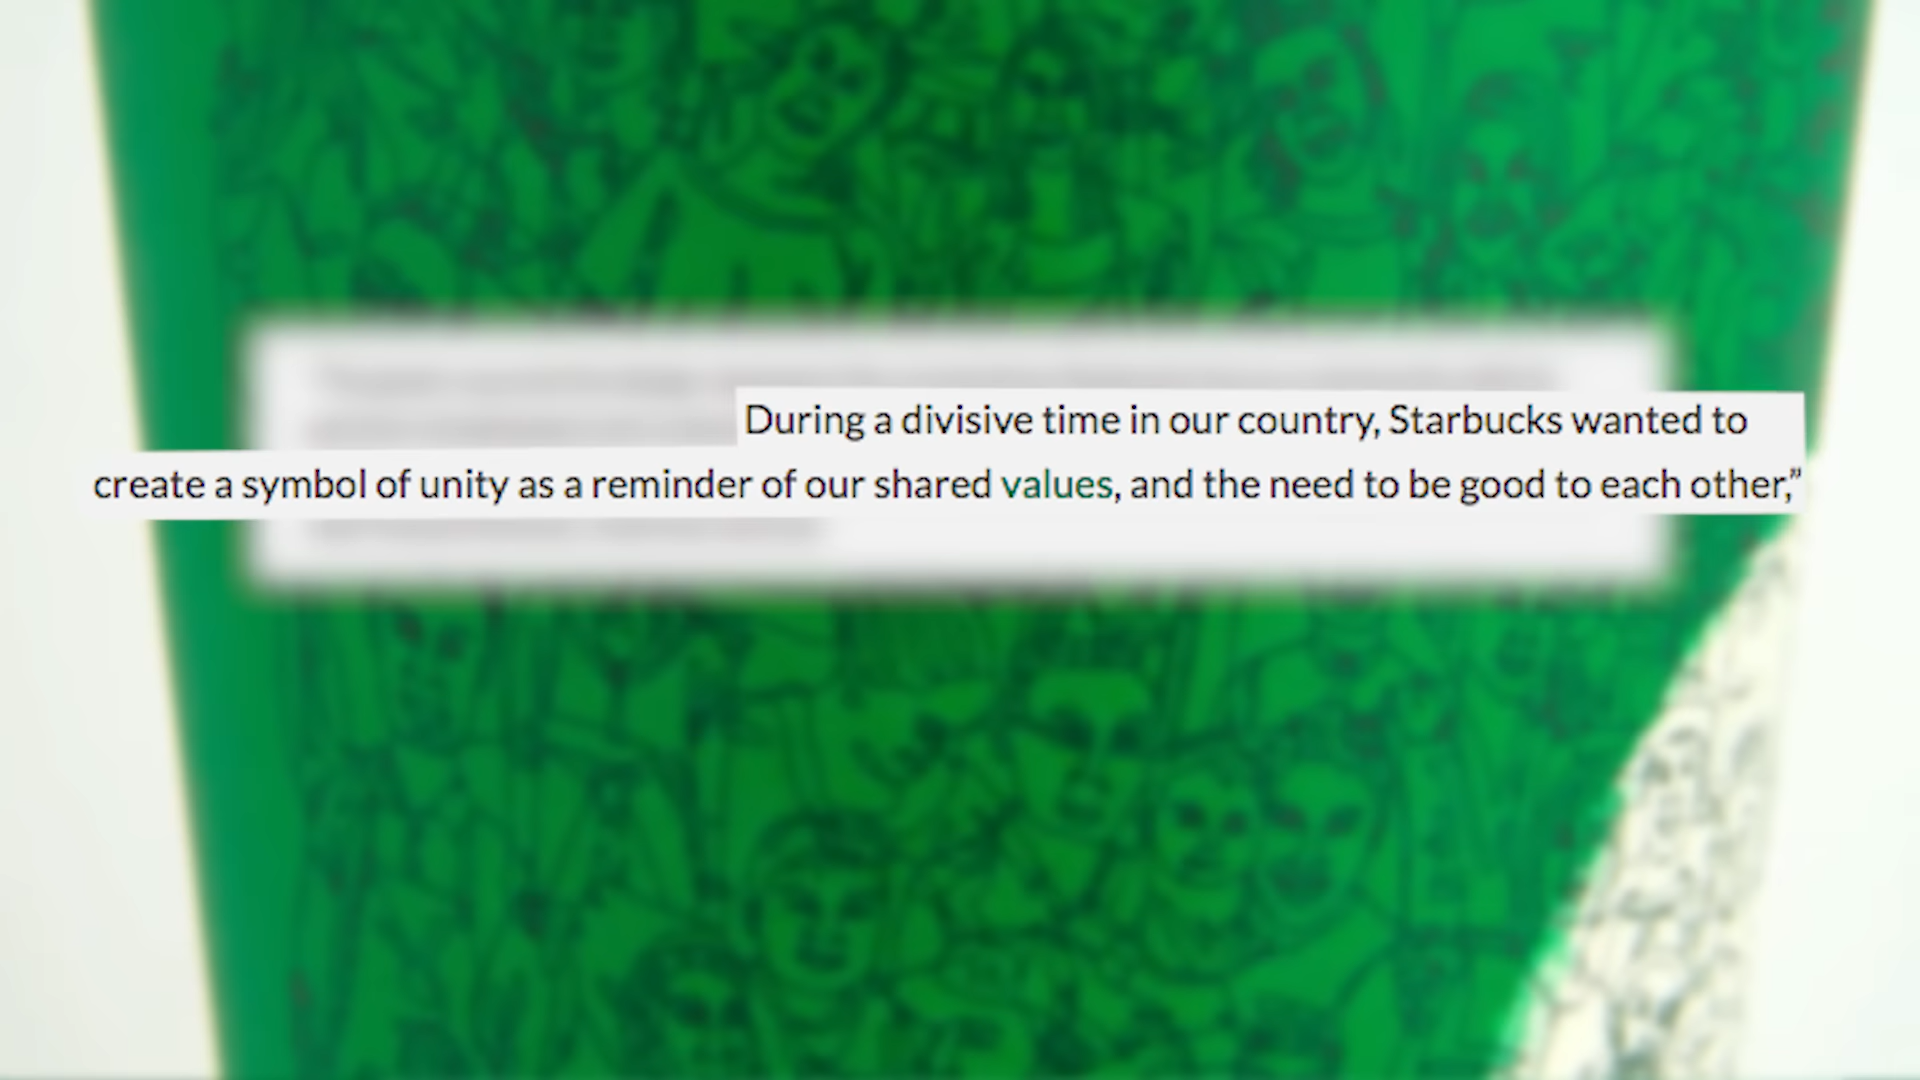 During a divisive time in our country, Starbucks wanted to
create a symbol of unity as a reminder of our shared values, and the need to be good to each other,”